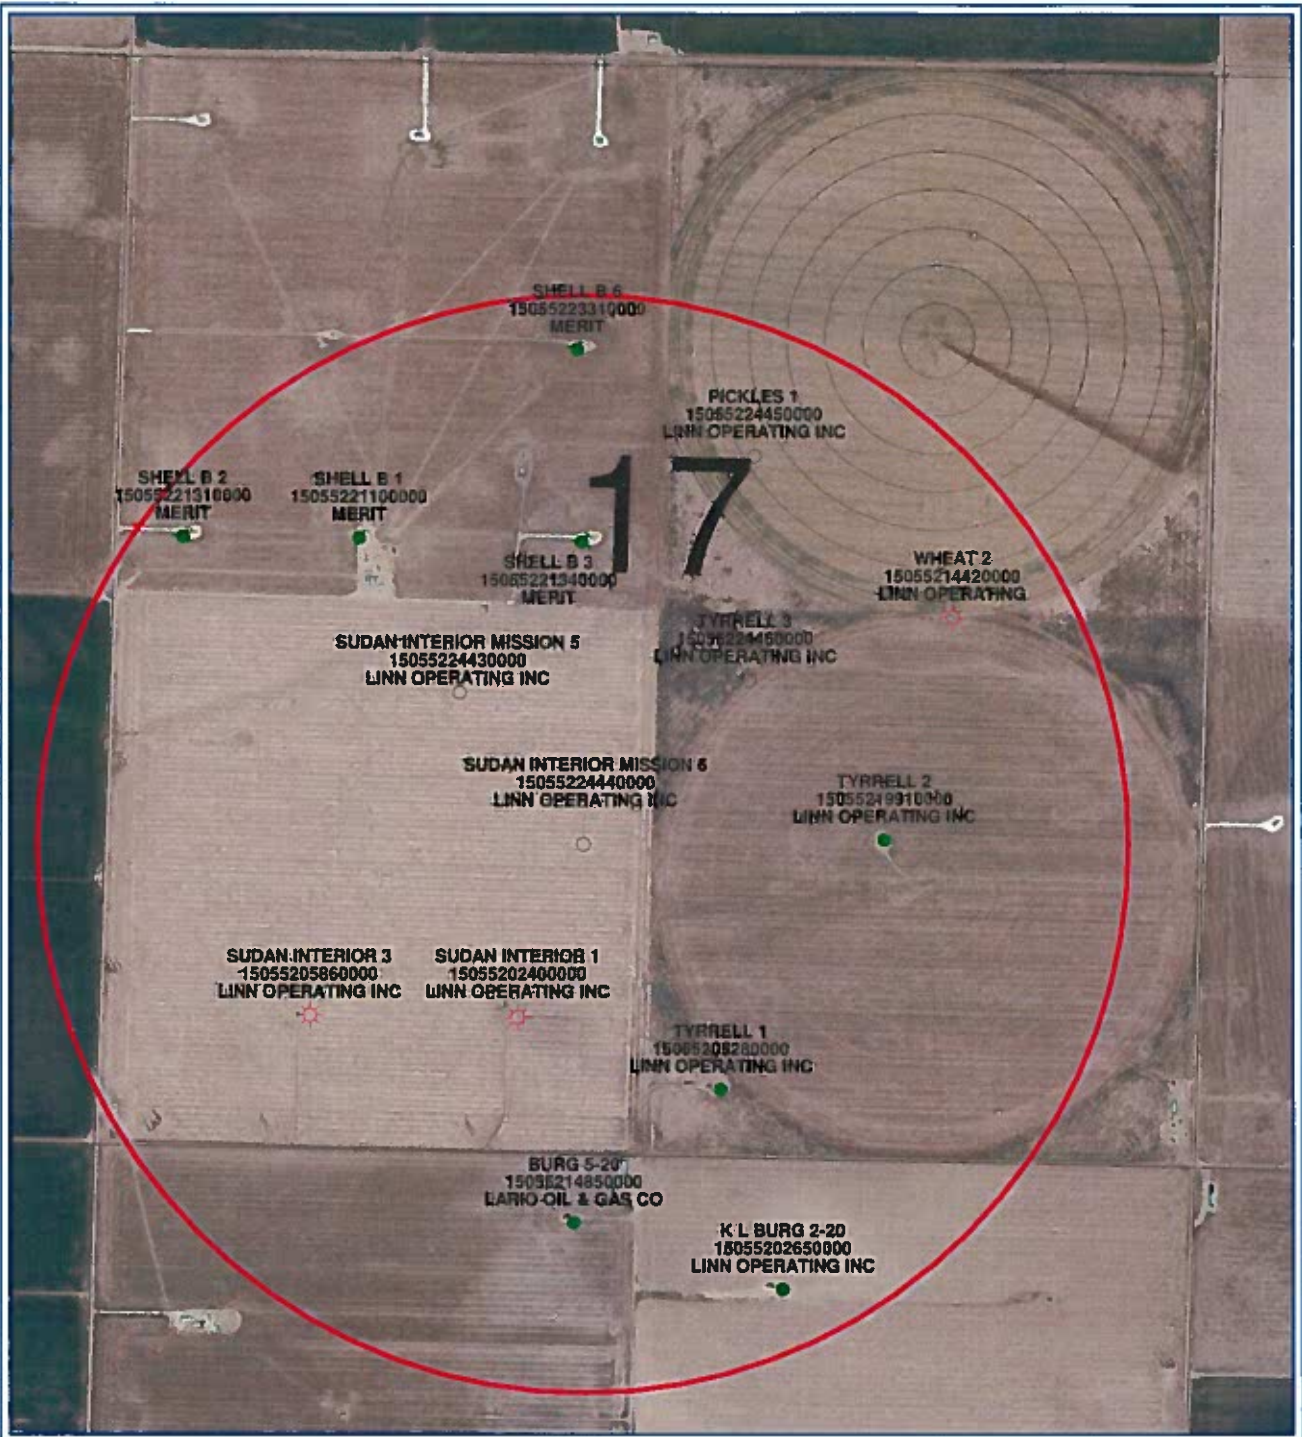 SHELL B 6
15055223310000
MERIT
PICKLES 1
15055224450000
LINN OPERATING INC
17
SHELL B 2
15055221310000
MERIT
SHELL B 1
15055221100000
MERIT
SHELL B 3
15055221340000
MERIT
WHEAT 2
15055214420000
LINN OPERATING
TYRRELL 3
15055224460000
LINN OPERATING INC
SUDAN INTERIOR MISSION 5
15055224430000
LINN OPERATING INC
SUDAN INTERIOR MISSION 6
15055224440000
LINN OPERATING INC
TYRRELL 2
15055219910000
LINN OPERATING INC
SUDAN INTERIOR 3
15055205860000
LINN OPERATING INC
SUDAN INTERIOR 1
15055202400000
LINN OPERATING INC
TYRRELL 1
15055205280000
LINN OPERATING INC
BURG 5-20
15055214850000
LARIO OIL & GAS CO
K L BURG 2-20
15055202650000
LINN OPERATING INC